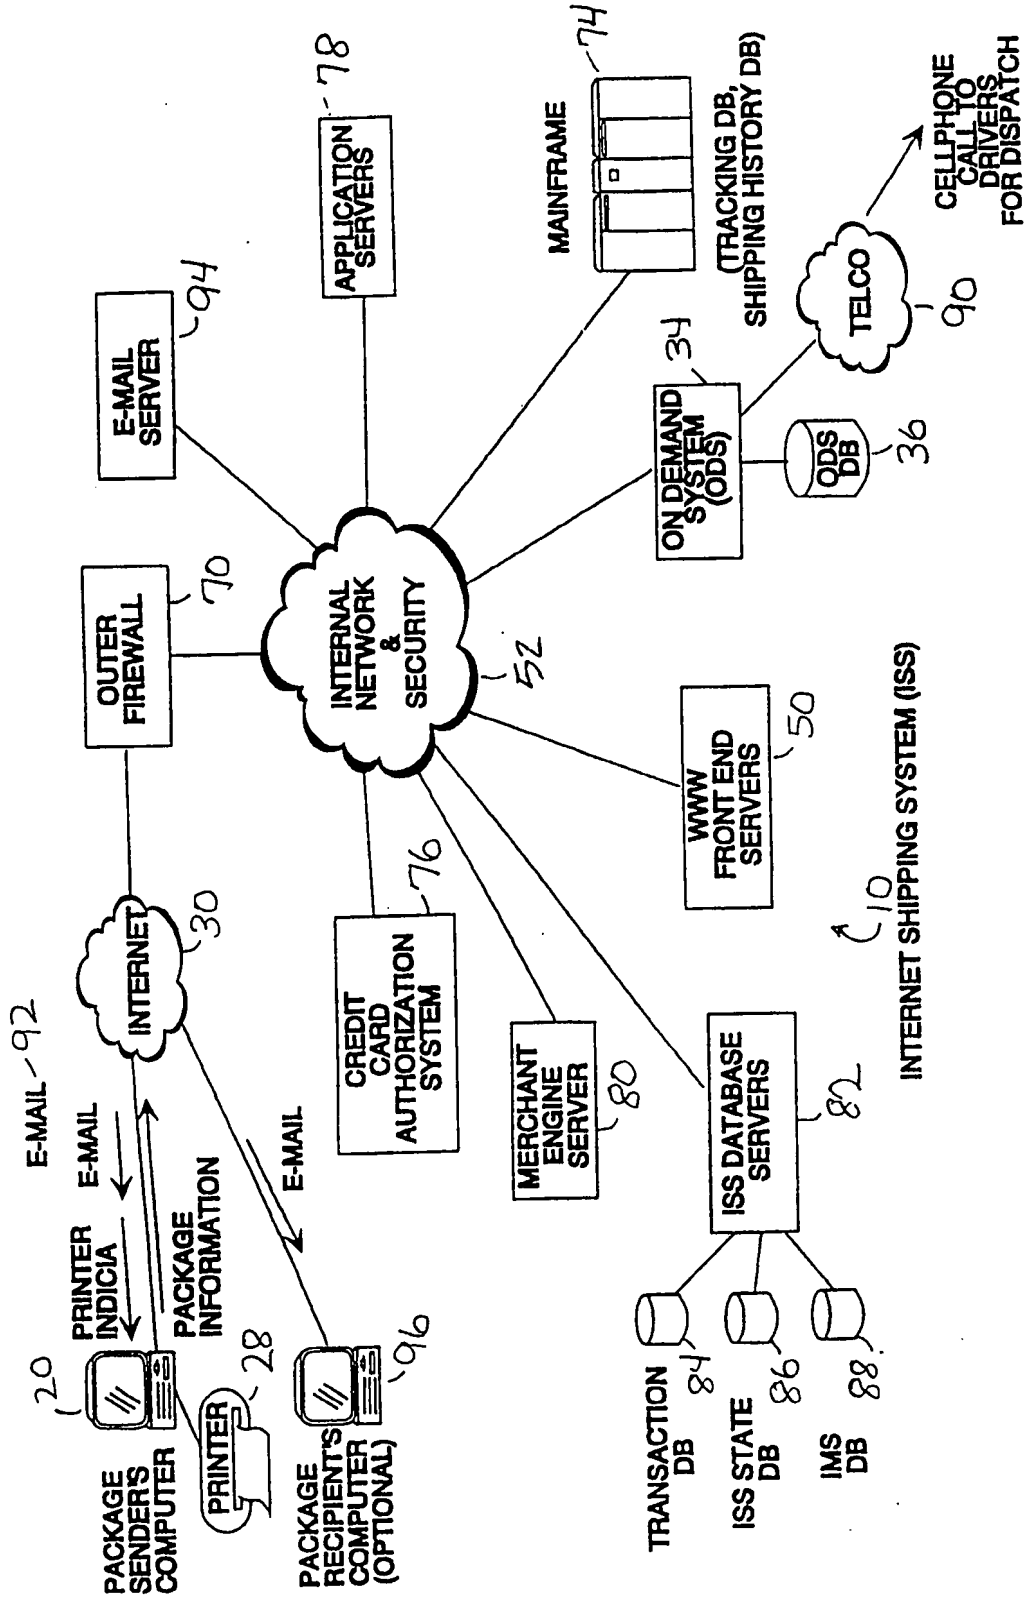 E-MAIL 92
PRINTER
INDICIA
E-MAIL
PACKAGE
INFORMATION
20
PACKAGE
SENDER'S
COMPUTER
PRINTER
28
E-MAIL
PACKAGE
RECIPIENT'S
COMPUTER
(OPTIONAL)
96
INTERNET
30
OUTER
FIREWALL
70
E-MAIL
SERVER
94
APPLICATION
SERVERS
78
INTERNAL
NETWORK
&
SECURITY
52
CREDIT
CARD
AUTHORIZATION
SYSTEM
76
MERCHANT
ENGINE
SERVER
80
ISS DATABASE
SERVERS
82
TRANSACTION
DB
84
ISS STATE
DB
86
IMS
DB
88
WWW
FRONT END
SERVERS
50
MAINFRAME
74
(TRACKING DB,
SHIPPING HISTORY DB)
ON DEMAND
SYSTEM
(ODS)
34
ODS
DB
36
TELCO
90
CELLPHONE
CALL TO
DRIVERS
FOR DISPATCH
10
INTERNET SHIPPING SYSTEM (ISS)